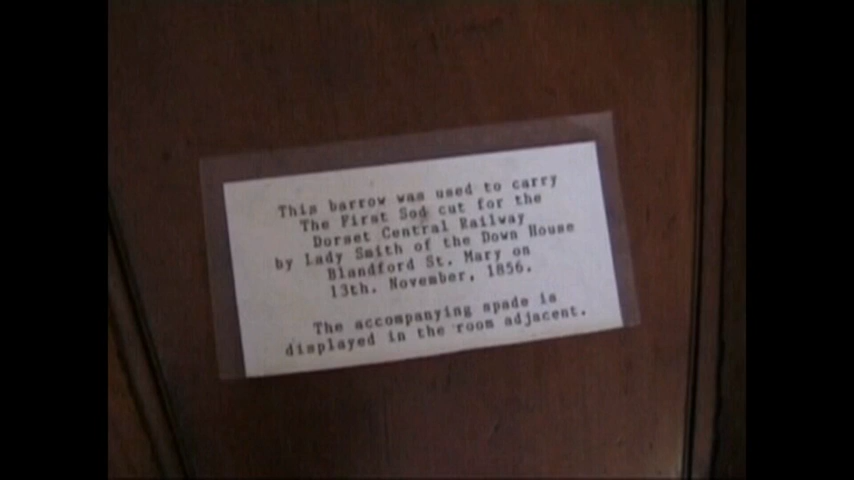 This barrow was used to carry
The First Sod cut for the
Dorset Central Railway
by Lady Smith of the Down House
Blandford St. Mary on
13th. November, 1856.
The accompanying spade is
displayed in the room adjacent.